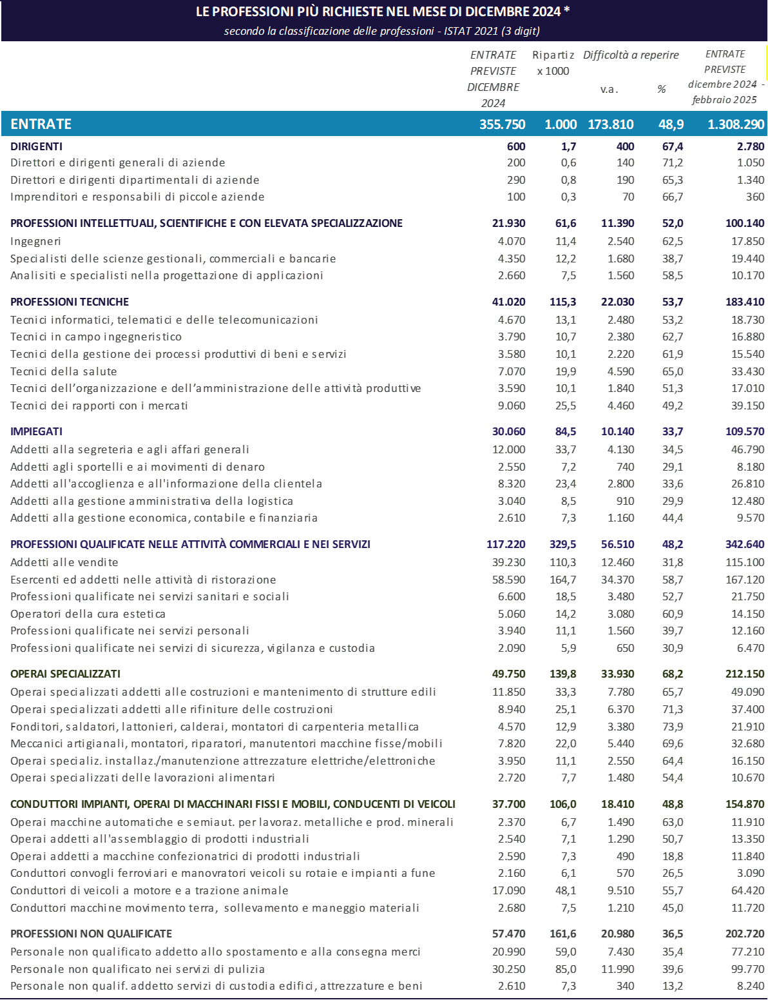 LE PROFESSIONI PIÙ RICHIESTE NEL MESE DI DICEMBRE 2024 *
secondo la classificazione delle professioni - ISTAT 2021 (3 digit)
ENTRATE PREVISTE DICEMBRE 2024 Ripartiz x 1000 Difficoltà a reperire v.a. % ENTRATE PREVISTE dicembre 2024 - febbraio 2025
ENTRATE 355.750 1.000 173.810 48,9 1.308.290
DIRIGENTI 600 1,7 400 67,4 2.780
Direttori e dirigenti generali di aziende 200 0,6 140 71,2 1.050
Direttori e dirigenti dipartimentali di aziende 290 0,8 190 65,3 1.340
Imprenditori e responsabili di piccole aziende 100 0,3 70 66,7 360
PROFESSIONI INTELLETTUALI, SCIENTIFICHE E CON ELEVATA SPECIALIZZAZIONE 21.930 61,6 11.390 52,0 100.140
Ingegneri 4.070 11,4 2.540 62,5 17.850
Specialisti delle scienze gestionali, commerciali e bancarie 4.350 12,2 1.680 38,7 19.440
Analisiti e specialisti nella progettazione di applicazioni 2.660 7,5 1.560 58,5 10.170
PROFESSIONI TECNICHE 41.020 115,3 22.030 53,7 183.410
Tecnici informatici, telematici e delle telecomunicazioni 4.670 13,1 2.480 53,2 18.730
Tecnici in campo ingegneristico 3.790 10,7 2.380 62,7 16.880
Tecnici della gestione dei processi produttivi di beni e servizi 3.580 10,1 2.220 61,9 15.540
Tecnici della salute 7.070 19,9 4.590 65,0 33.430
Tecnici dell’organizzazione e dell’amministrazione delle attività produttive 3.590 10,1 1.840 51,3 17.010
Tecnici dei rapporti con i mercati 9.060 25,5 4.460 49,2 39.150
IMPIEGATI 30.060 84,5 10.140 33,7 109.570
Addetti alla segreteria e agli affari generali 12.000 33,7 4.130 34,5 46.790
Addetti agli sportelli e ai movimenti di denaro 2.550 7,2 740 29,1 8.180
Addetti all'accoglienza e all'informazione della clientela 8.320 23,4 2.800 33,6 26.810
Addetti alla gestione amministrativa della logistica 3.040 8,5 910 29,9 12.480
Addetti alla gestione economica, contabile e finanziaria 2.610 7,3 1.160 44,4 9.570
PROFESSIONI QUALIFICATE NELLE ATTIVITÀ COMMERCIALI E NEI SERVIZI 117.220 329,5 56.510 48,2 342.640
Addetti alle vendite 39.230 110,3 12.460 31,8 115.100
Esercenti ed addetti nelle attività di ristorazione 58.590 164,7 34.370 58,7 167.120
Professioni qualificate nei servizi sanitari e sociali 6.600 18,5 3.480 52,7 21.750
Operatori della cura estetica 5.060 14,2 3.080 60,9 14.150
Professioni qualificate nei servizi personali 3.940 11,1 1.560 39,7 12.160
Professioni qualificate nei servizi di sicurezza, vigilanza e custodia 2.090 5,9 650 30,9 6.470
OPERAI SPECIALIZZATI 49.750 139,8 33.930 68,2 212.150
Operai specializzati addetti alle costruzioni e mantenimento di strutture edili 11.850 33,3 7.780 65,7 49.090
Operai specializzati addetti alle rifiniture delle costruzioni 8.940 25,1 6.370 71,3 37.400
Fonditori, saldatori, lattonieri, calderai, montatori di carpenteria metallica 4.570 12,9 3.380 73,9 21.910
Meccanici artigianali, montatori, riparatori, manutentori macchine fisse/mobili 7.820 22,0 5.440 69,6 32.680
Operai specializ. installaz./manutenzione attrezzature elettriche/elettroniche 3.950 11,1 2.550 64,4 16.150
Operai specializzati delle lavorazioni alimentari 2.720 7,7 1.480 54,4 10.670
CONDUTTORI IMPIANTI, OPERAI DI MACCHINARI FISSI E MOBILI, CONDUCENTI DI VEICOLI 37.700 106,0 18.410 48,8 154.870
Operai macchine automatiche e semiaut. per lavoraz. metalliche e prod. minerali 2.370 6,7 1.490 63,0 11.910
Operai addetti all'assemblaggio di prodotti industriali 2.540 7,1 1.290 50,7 13.350
Operai addetti a macchine confezionatrici di prodotti industriali 2.590 7,3 490 18,8 11.840
Conduttori convogli ferroviari e manovratori veicoli su rotaie e impianti a fune 2.160 6,1 570 26,5 3.090
Conduttori di veicoli a motore e a trazione animale 17.090 48,1 9.510 55,7 64.420
Conduttori macchine movimento terra, sollevamento e maneggio materiali 2.680 7,5 1.210 45,0 11.720
PROFESSIONI NON QUALIFICATE 57.470 161,6 20.980 36,5 202.720
Personale non qualificato addetto allo spostamento e alla consegna merci 20.990 59,0 7.430 35,4 77.210
Personale non qualificato nei servizi di pulizia 30.250 85,0 11.990 39,6 99.770
Personale non qualif. addetto servizi di custodia edifici, attrezzature e beni 2.610 7,3 340 13,2 8.240